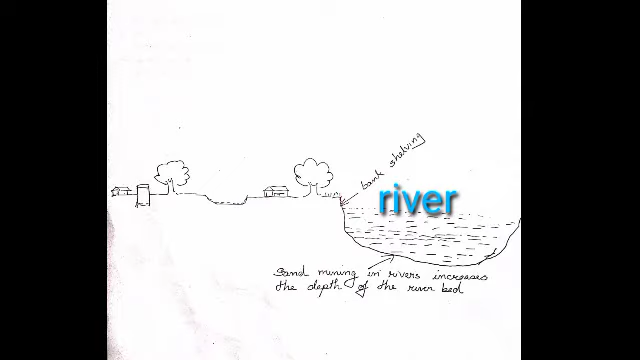 bank shelving
river
Sand mining in rivers increases
the depth of the river bed